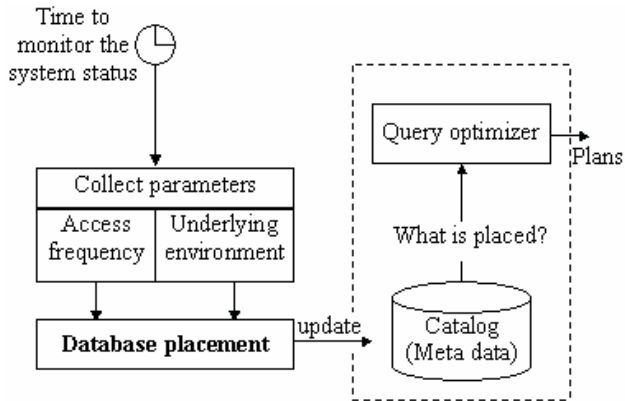 Time to
monitor the
system status
Collect parameters
Access
frequency
Underlying
environment
Database placement
update
Query optimizer
Plans
What is placed?
Catalog
(Meta data)